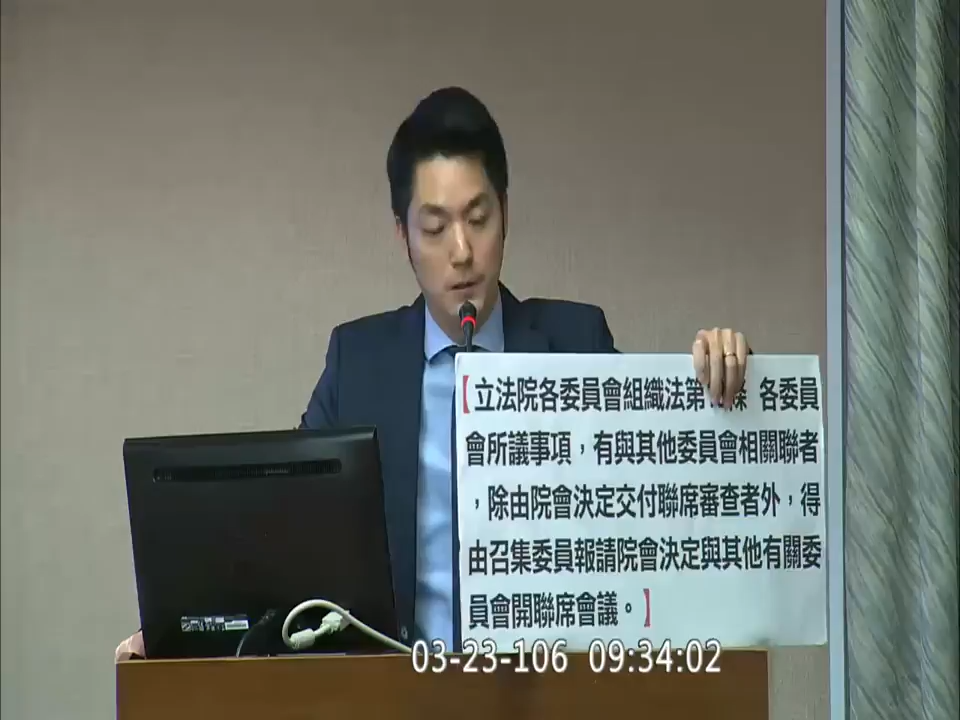 【立法院各委員會組織法第 條 各委員
會所議事項，有與其他委員會相關聯者
，除由院會決定交付聯席審查者外，得
由召集委員報請院會決定與其他有關委
員會開聯席會議。】
03-23-106 09:34:02